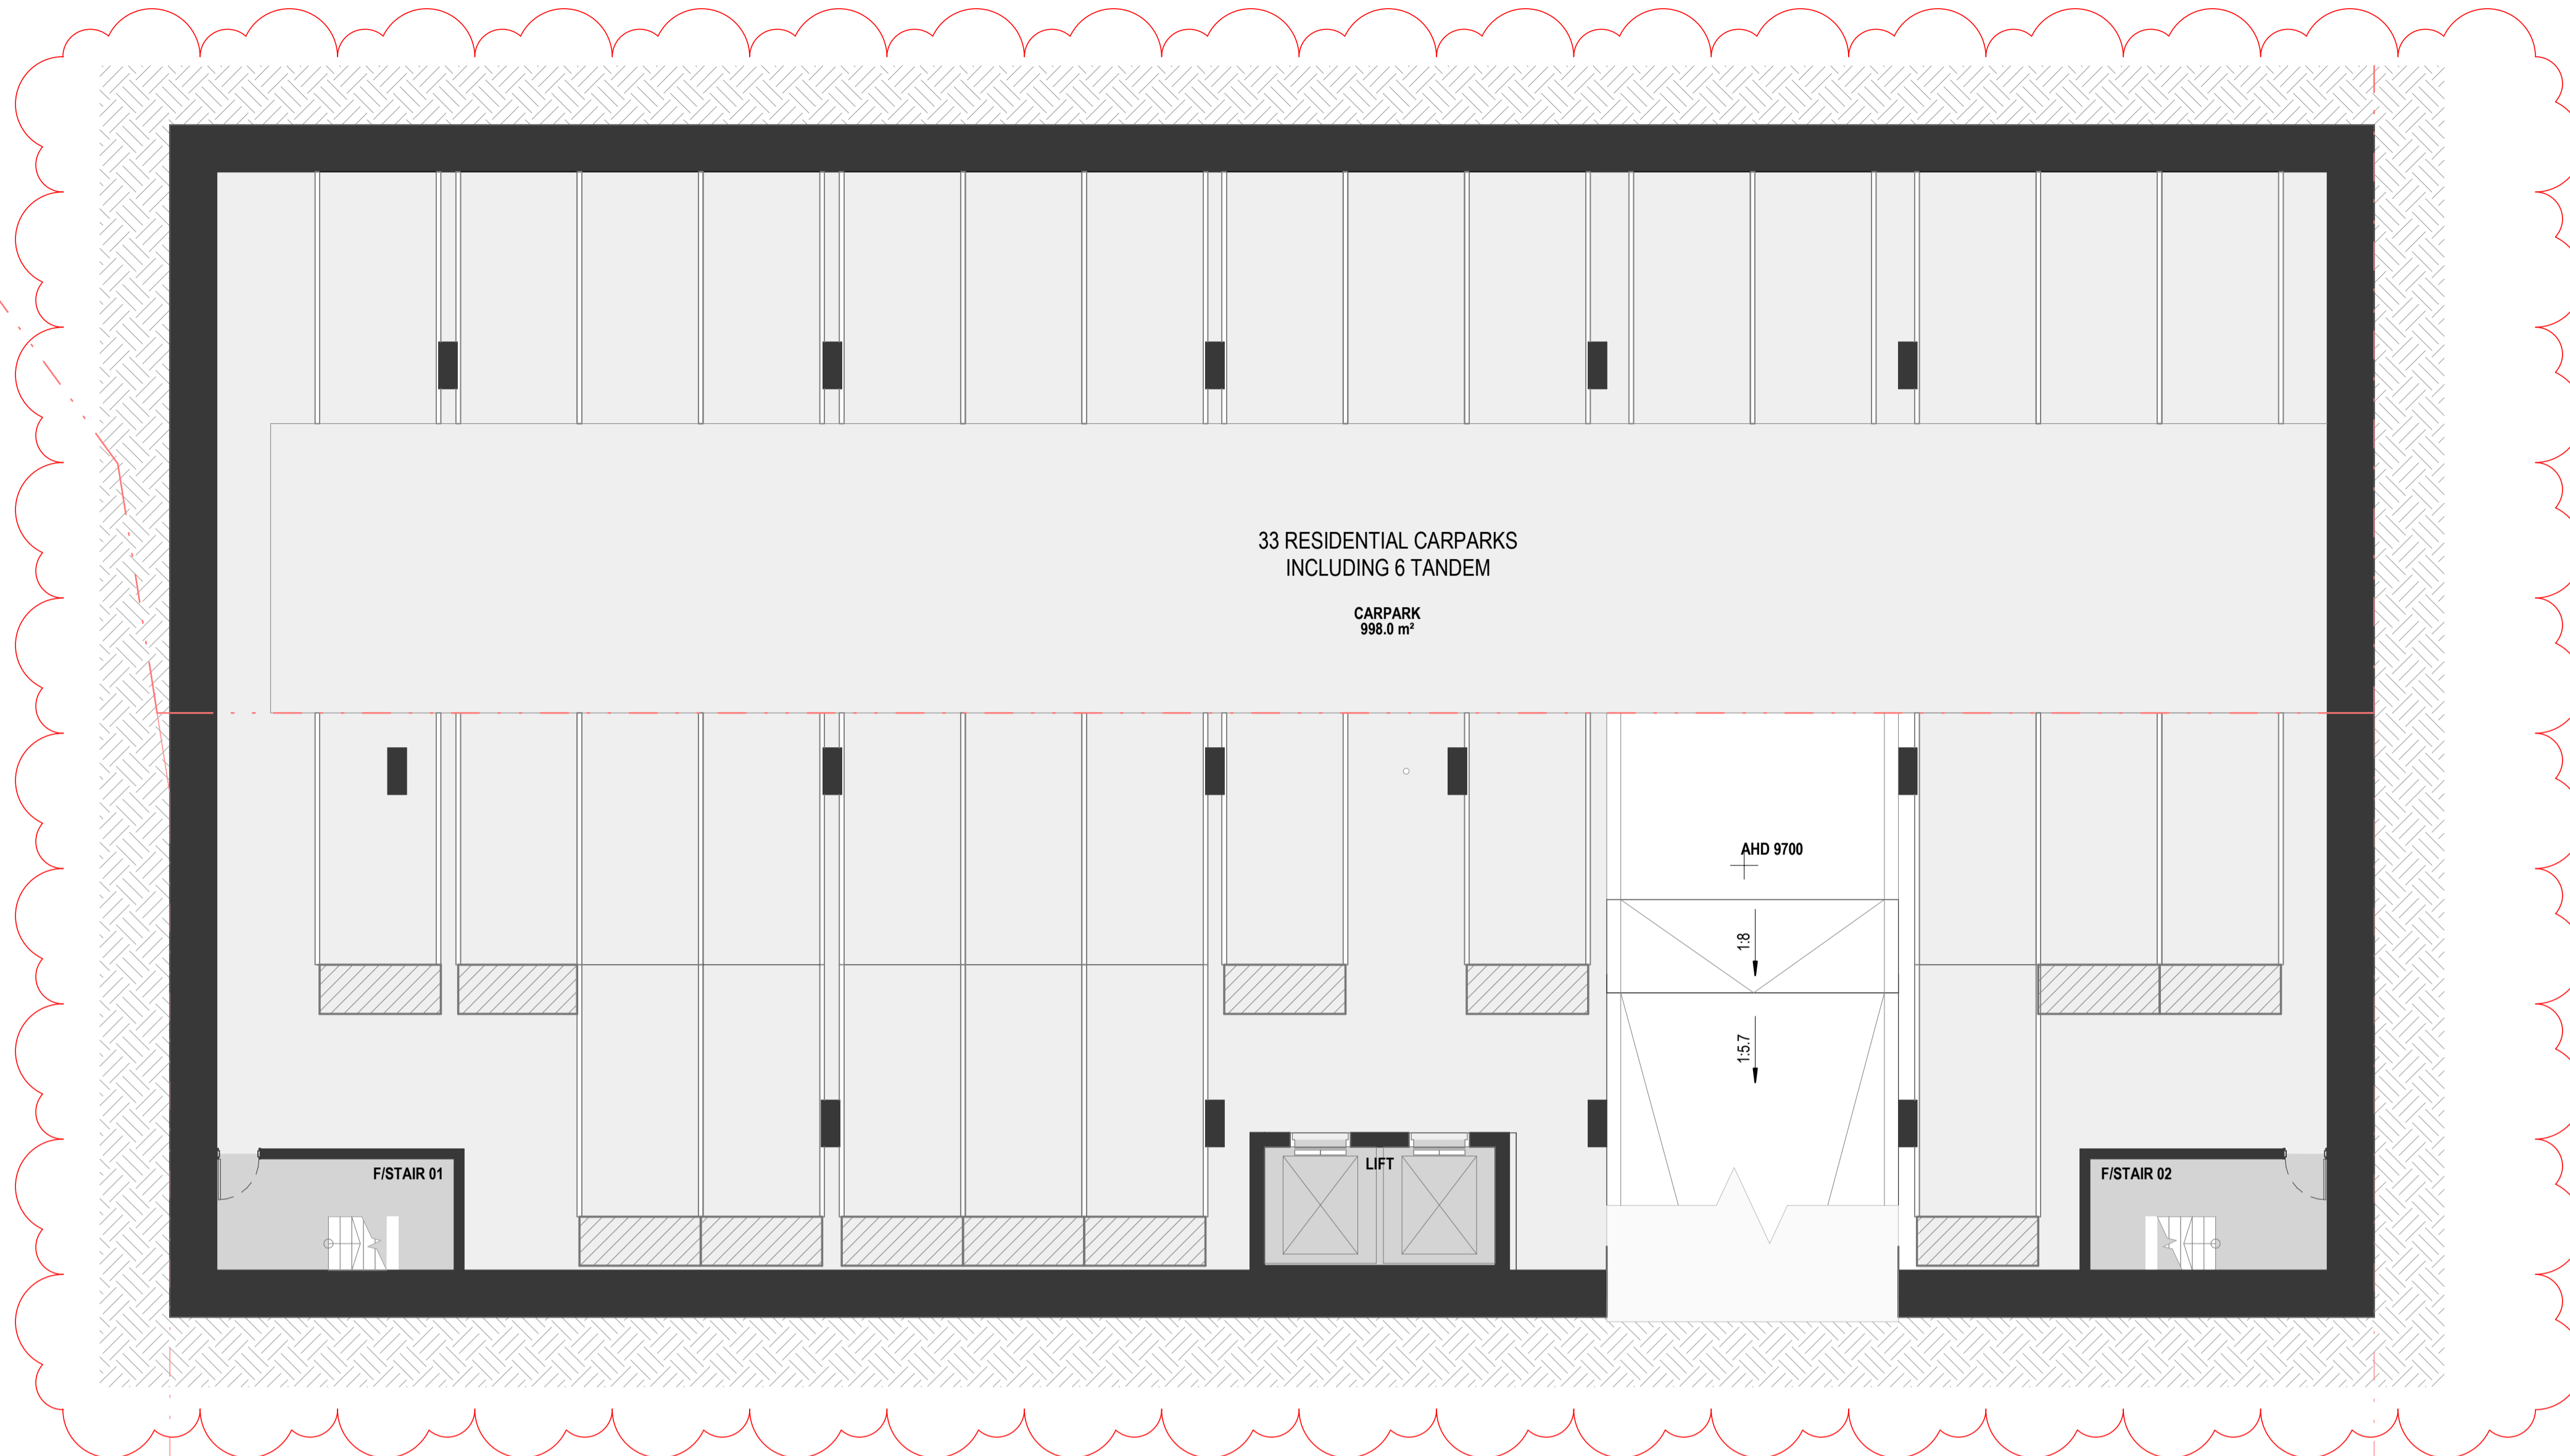 33 RESIDENTIAL CARPARKS
INCLUDING 6 TANDEM
CARPARK
998.0 m²
AHD 9700
1:8
1:5.7
F/STAIR 01
LIFT
F/STAIR 02